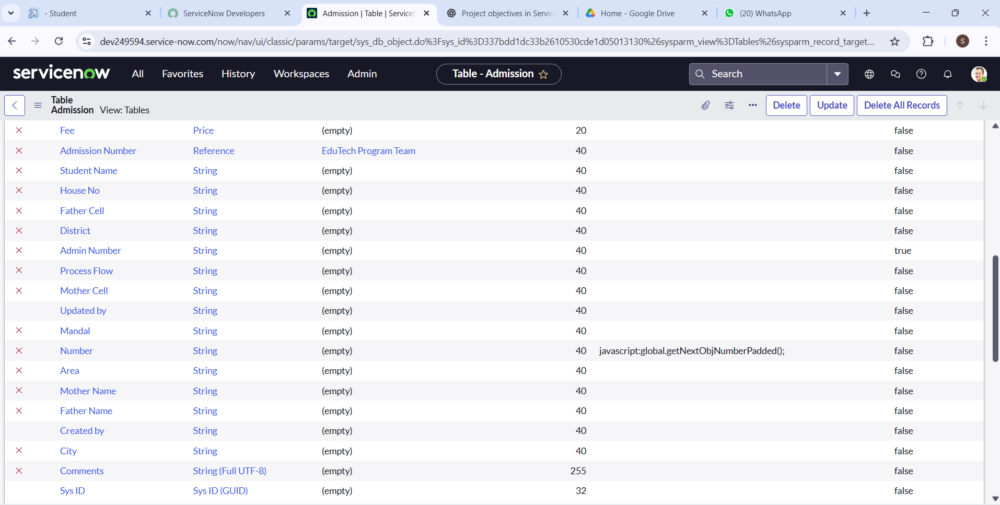 - Student
ServiceNow Developers
Admission | Table | Service
Project objectives in Servic
Home - Google Drive
(20) WhatsApp
dev249594.service-now.com/now/nav/ui/classic/params/target/sys_db_object.do%3Fsys_id%3D337bdd1dc33b2610530cde1d05013130%26sysparm_view%3DTables%26sysparm_record_target...
S
servicenow
All
Favorites
History
Workspaces
Admin
Table - Admission
Search
Table
Admission View: Tables
Delete
Update
Delete All Records
Fee Price (empty) 20 false
Admission Number Reference EduTech Program Team 40 false
Student Name String (empty) 40 false
House No String (empty) 40 false
Father Cell String (empty) 40 false
District String (empty) 40 false
Admin Number String (empty) 40 true
Process Flow String (empty) 40 false
Mother Cell String (empty) 40 false
Updated by String (empty) 40 false
Mandal String (empty) 40 false
Number String (empty) 40 javascript:global.getNextObjNumberPadded(); false
Area String (empty) 40 false
Mother Name String (empty) 40 false
Father Name String (empty) 40 false
Created by String (empty) 40 false
City String (empty) 40 false
Comments String (Full UTF-8) (empty) 255 false
Sys ID Sys ID (GUID) (empty) 32 false